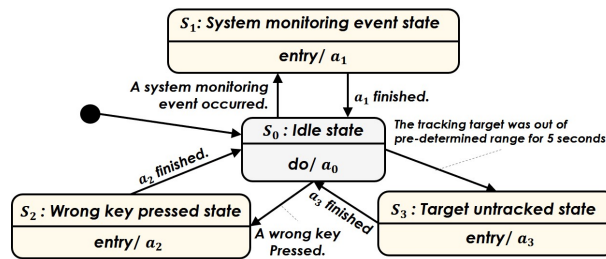 S₁ : System monitoring event state
entry/ a₁
A system monitoring
event occurred.
a₁ finished.
S₀ : Idle state
do/ a₀
The tracking target was out of
pre-determined range for 5 seconds
a₂ finished.
a₃ finished
S₂ : Wrong key pressed state
entry/ a₂
A wrong key
Pressed.
S₃ : Target untracked state
entry/ a₃